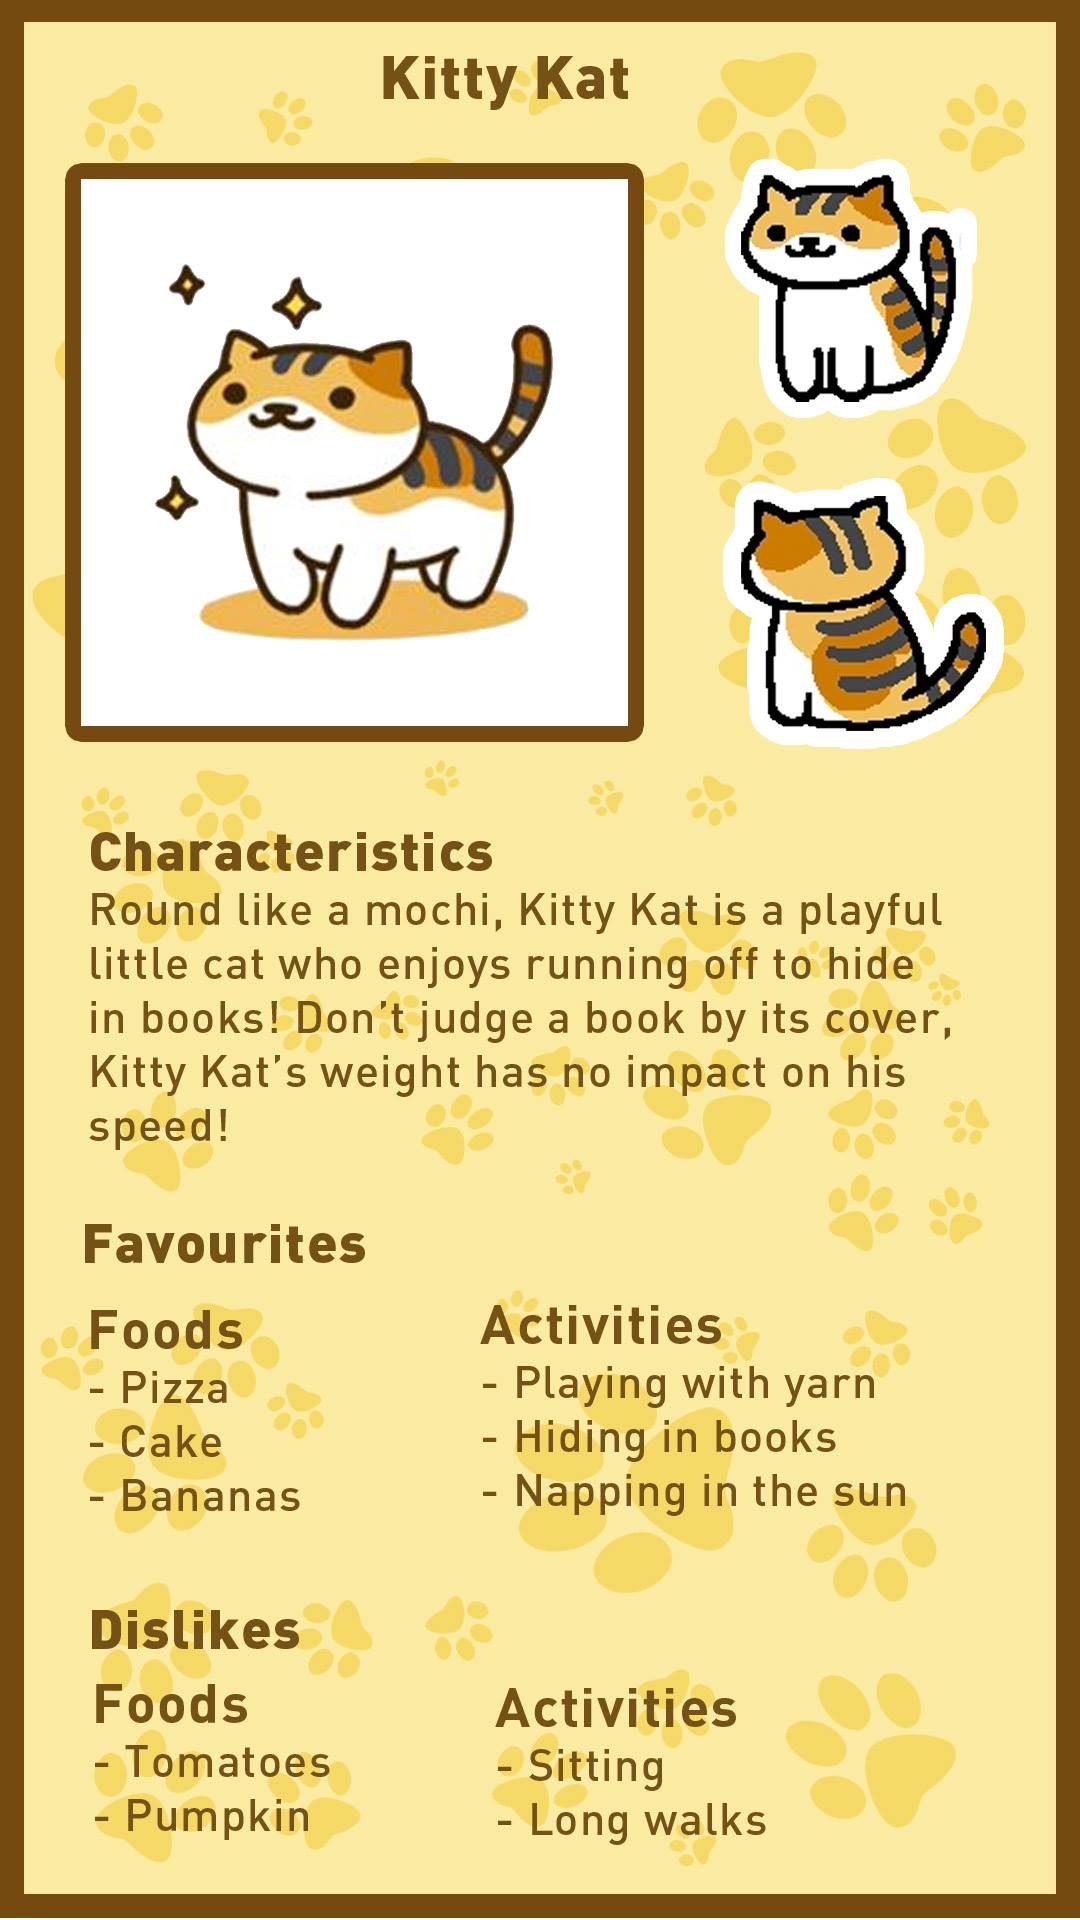 Kitty Kat
Characteristics
Round like a mochi, Kitty Kat is a playful
little cat who enjoys running off to hide
in books! Don’t judge a book by its cover,
Kitty Kat’s weight has no impact on his
speed!
Favourites
Foods
- Pizza
- Cake
- Bananas
Activities
- Playing with yarn
- Hiding in books
- Napping in the sun
Dislikes
Foods
- Tomatoes
- Pumpkin
Activities
- Sitting
- Long walks